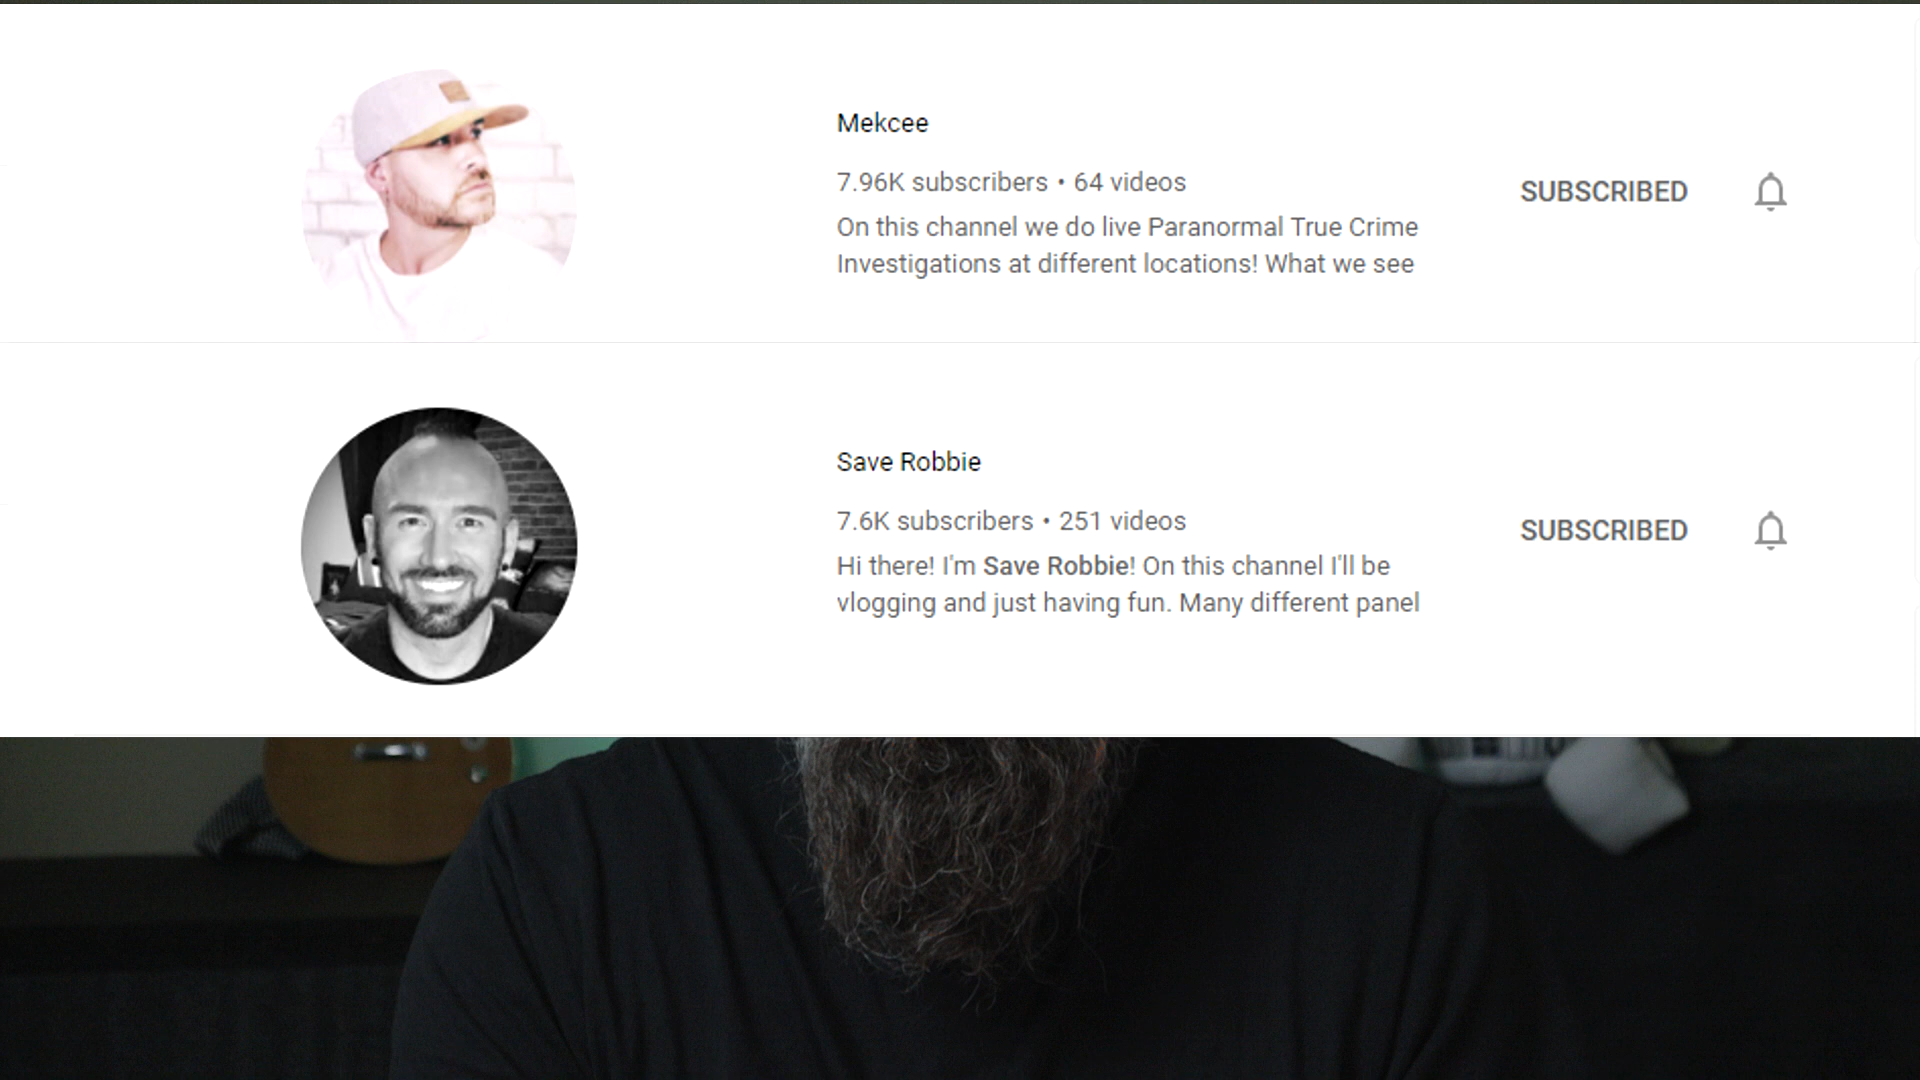 Mekcee
7.96K subscribers • 64 videos
SUBSCRIBED
On this channel we do live Paranormal True Crime
Investigations at different locations! What we see
Save Robbie
7.6K subscribers • 251 videos
SUBSCRIBED
Hi there! I'm Save Robbie! On this channel I'll be
vlogging and just having fun. Many different panel